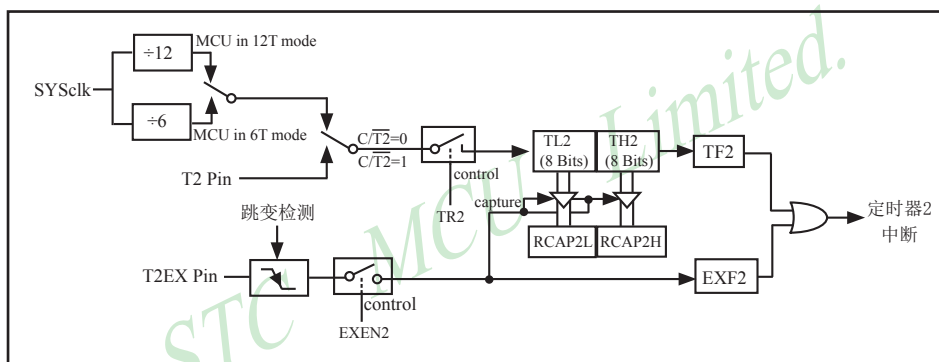 MCU in 12T mode
÷12
SYSclk
÷6
MCU in 6T mode
C/T2=0
C/T2=1
T2 Pin
control
TR2
TL2
(8 Bits)
TH2
(8 Bits)
TF2
capture
RCAP2L
RCAP2H
定时器2
中断
跳变检测
T2EX Pin
control
EXEN2
EXF2
STC MCU Limited.